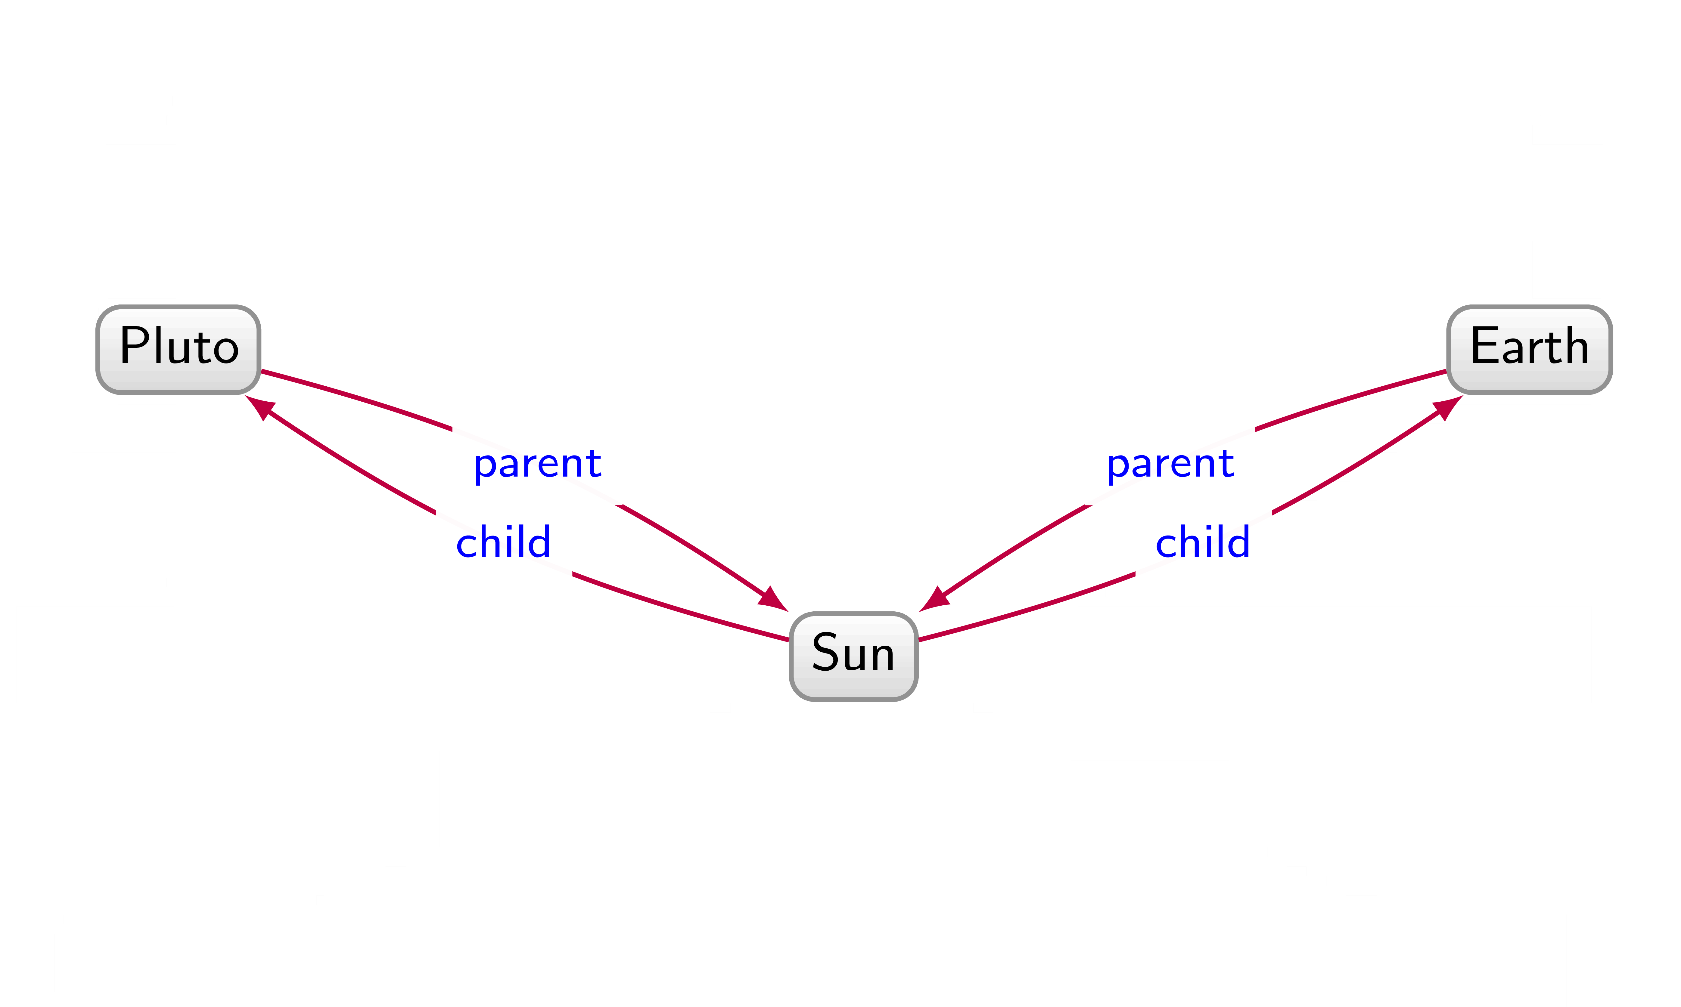 Pluto
Earth
parent
parent
child
child
Sun